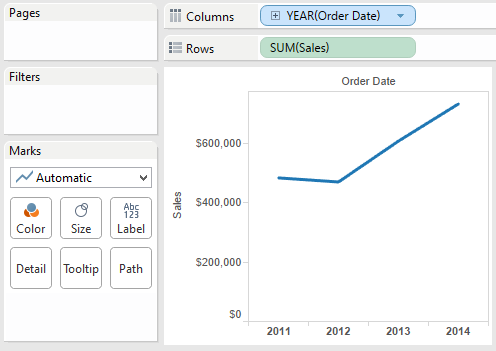 Pages
Columns
YEAR(Order Date)
Rows
SUM(Sales)
Filters
Marks
Automatic
Color
Size
Abc
123
Label
Detail
Tooltip
Path
Order Date
Sales
$600,000
$400,000
$200,000
$0
2011 2012 2013 2014